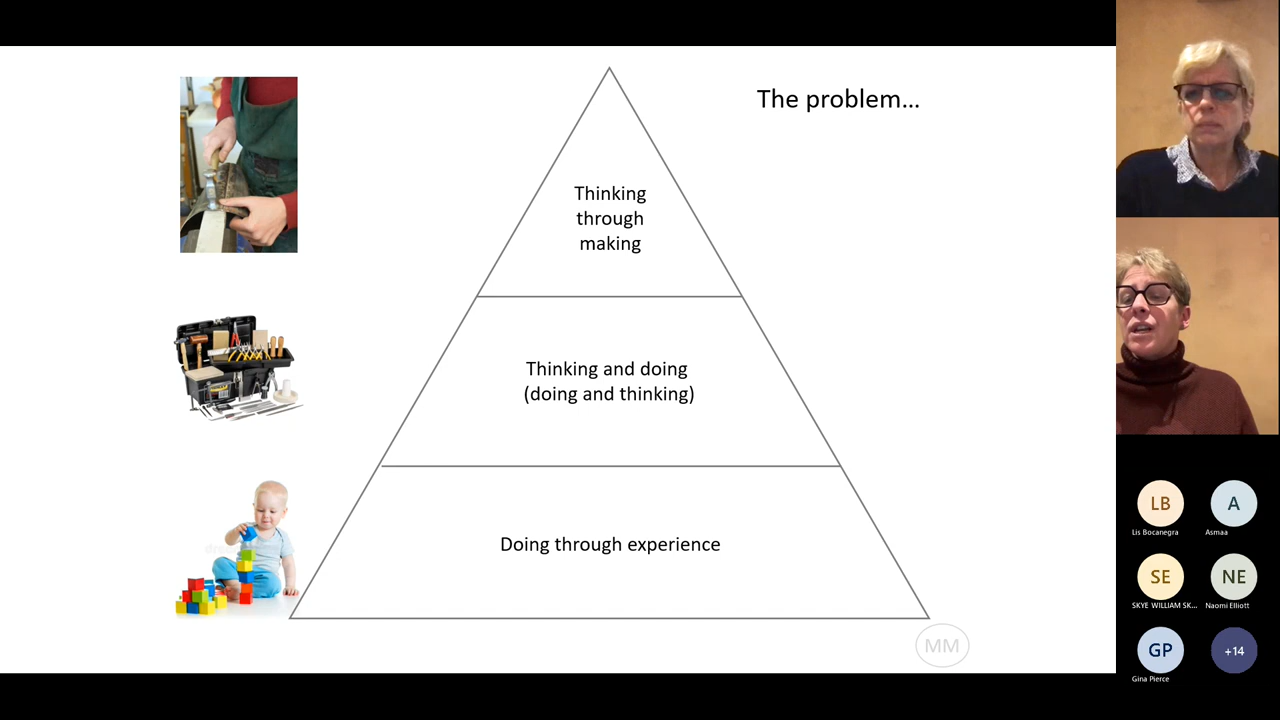 The problem...
Thinking
through
making
Thinking and doing
(doing and thinking)
Doing through experience
MM
LB
A
Lis Bocanegra
Asmaa
SE
NE
SKYE WILLIAM SK...
Naomi Elliott
GP
+14
Gina Pierce